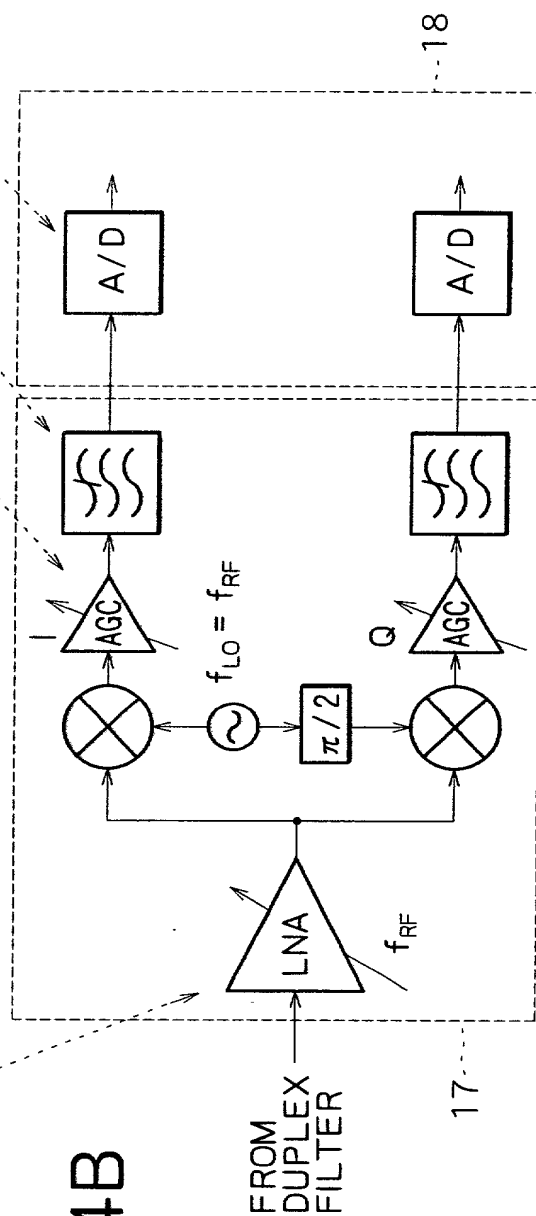 4B
FROM
DUPLEX
FILTER
LNA
f_RF
17
I
AGC
f_LO = f_RF
π/2
Q
AGC
A/D
A/D
18